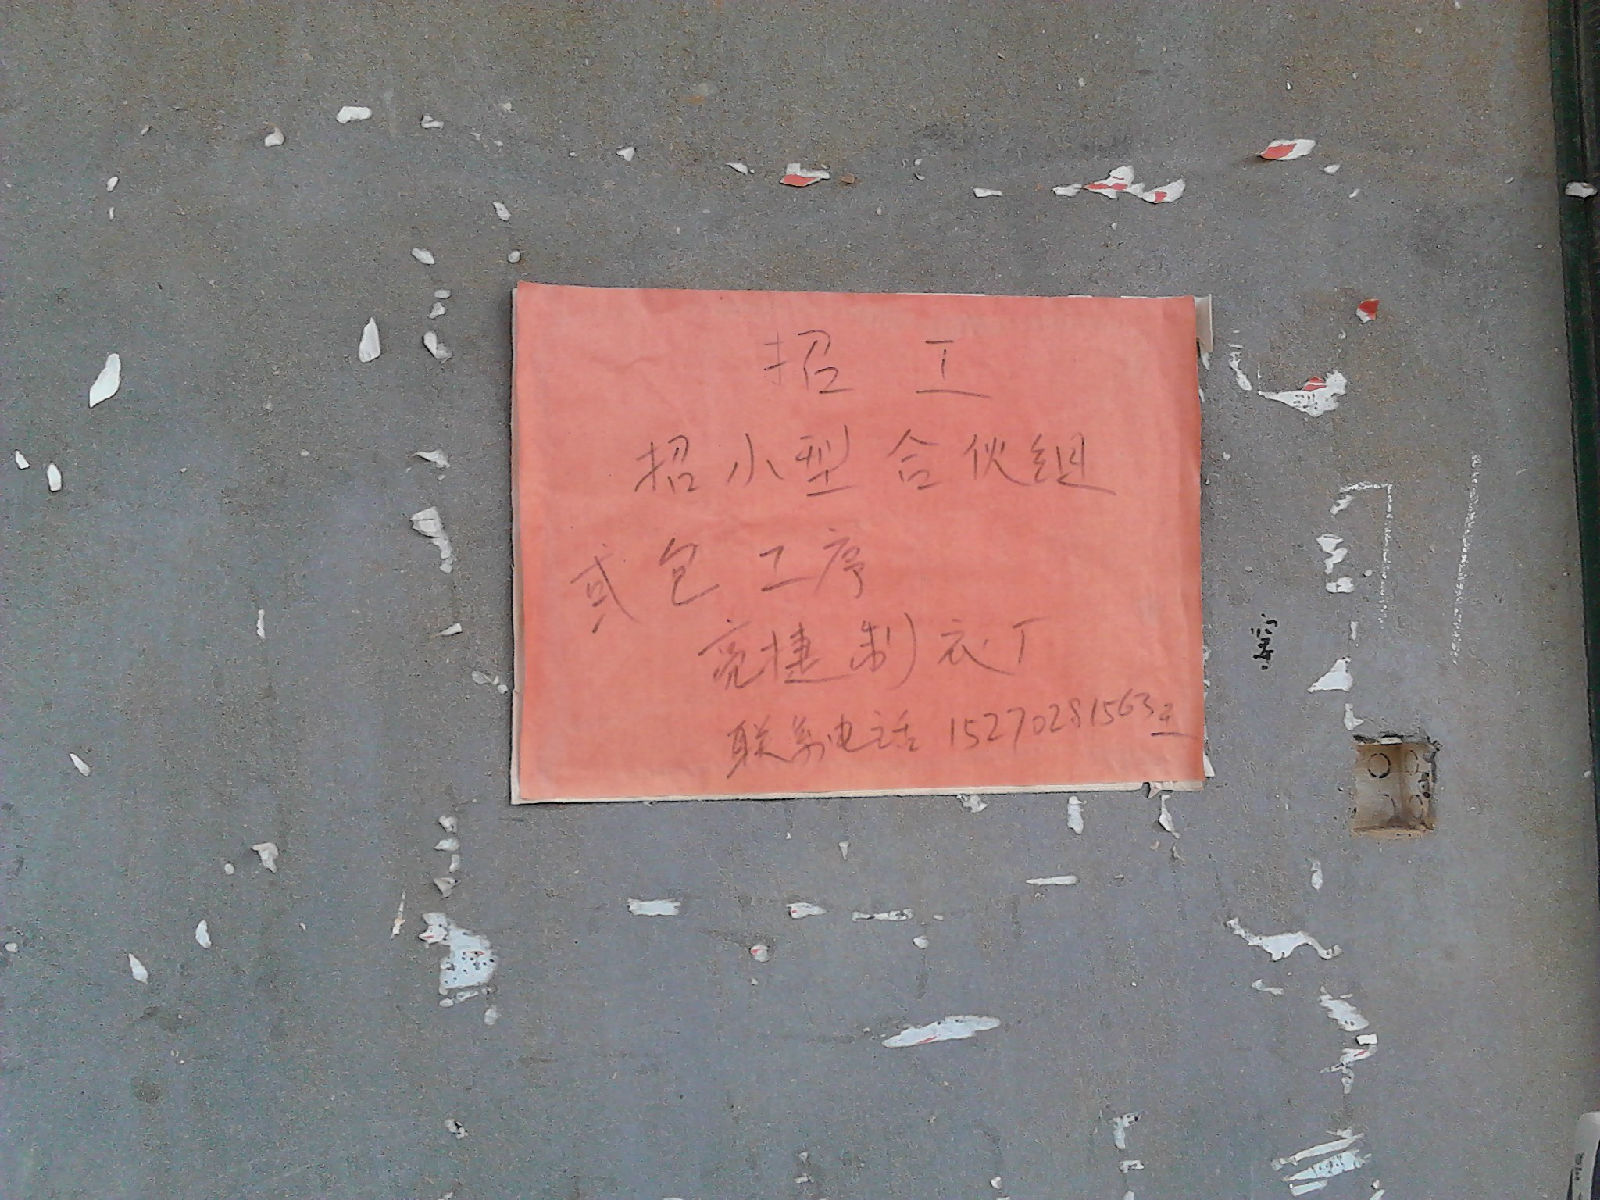 招 工
招小型合伙组
或包工序
亮捷制衣厂
联系电话 15270281563